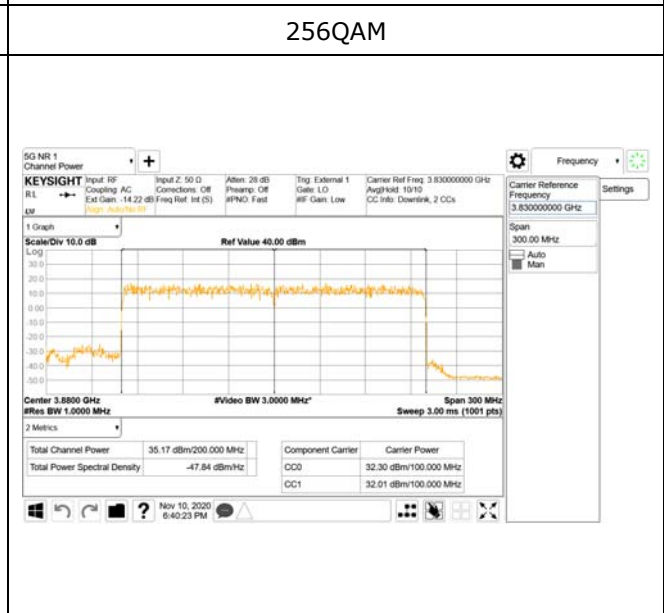 256QAM
5G NR 1
Channel Power
Frequency
KEYSIGHT
RL
Input: RF
Coupling: AC
Ext Gain: -14.22 dB
Align: Auto/No RF
Input Z: 50 Ω
Corrections: Off
Freq Ref: Int (S)
Atten: 28 dB
Preamp: Off
#PNO: Fast
Trig: External 1
Gate: LO
#IF Gain: Low
Carrier Ref Freq: 3.830000000 GHz
Avg|Hold: 10/10
CC Info: Downlink, 2 CCs
Carrier Reference
Frequency
3.830000000 GHz
Settings
Span
300.00 MHz
Auto
Man
1 Graph
Scale/Div 10.0 dB
Ref Value 40.00 dBm
Log
30.0
20.0
10.0
0.00
-10.0
-20.0
-30.0
-40.0
-50.0
Center 3.8800 GHz
#Video BW 3.0000 MHz*
Span 300 MHz
#Res BW 1.0000 MHz
Sweep 3.00 ms (1001 pts)
2 Metrics
Total Channel Power 35.17 dBm/200.000 MHz
Total Power Spectral Density -47.84 dBm/Hz
Component Carrier Carrier Power
CC0 32.30 dBm/100.000 MHz
CC1 32.01 dBm/100.000 MHz
?
Nov 10, 2020
6:40:23 PM